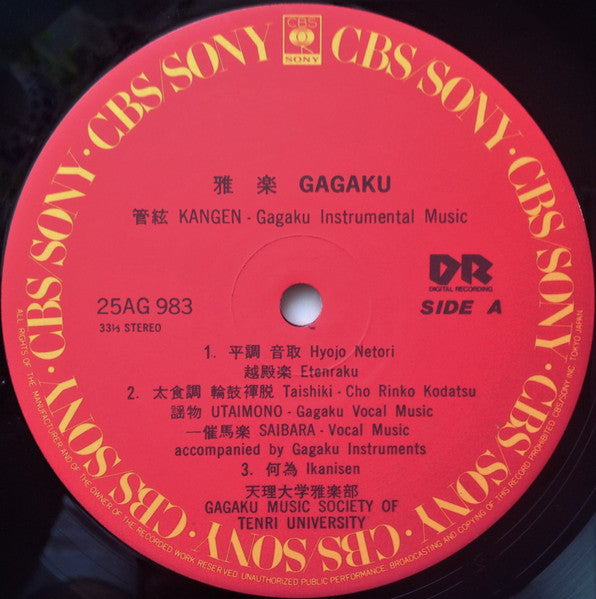 CBS
SONY
CBS/SONY · CBS/SONY · CBS/SONY · CBS/SONY · CBS/SONY · CBS/SONY · CBS/SONY · CBS/SONY
雅楽 GAGAKU
管絃 KANGEN - Gagaku Instrumental Music
DR
DIGITAL RECORDING
25AG 983
SIDE A
33⅓ STEREO
1. 平調 音取 Hyojo Netori
越殿楽 Etenraku
2. 太食調 輪鼓褌脱 Taishiki - Cho Rinko Kodatsu
謡物 UTAIMONO - Gagaku Vocal Music
—催馬楽 SAIBARA - Vocal Music
accompanied by Gagaku Instruments
3. 何為 Ikanisen
天理大学雅楽部
GAGAKU MUSIC SOCIETY OF
TENRI UNIVERSITY
ALL RIGHTS OF THE MANUFACTURER AND OF THE OWNER OF THE RECORDED WORK RESERVED. UNAUTHORIZED PUBLIC PERFORMANCE, BROADCASTING AND COPYING OF THIS RECORD PROHIBITED CBS/SONY INC. TOKYO JAPAN.